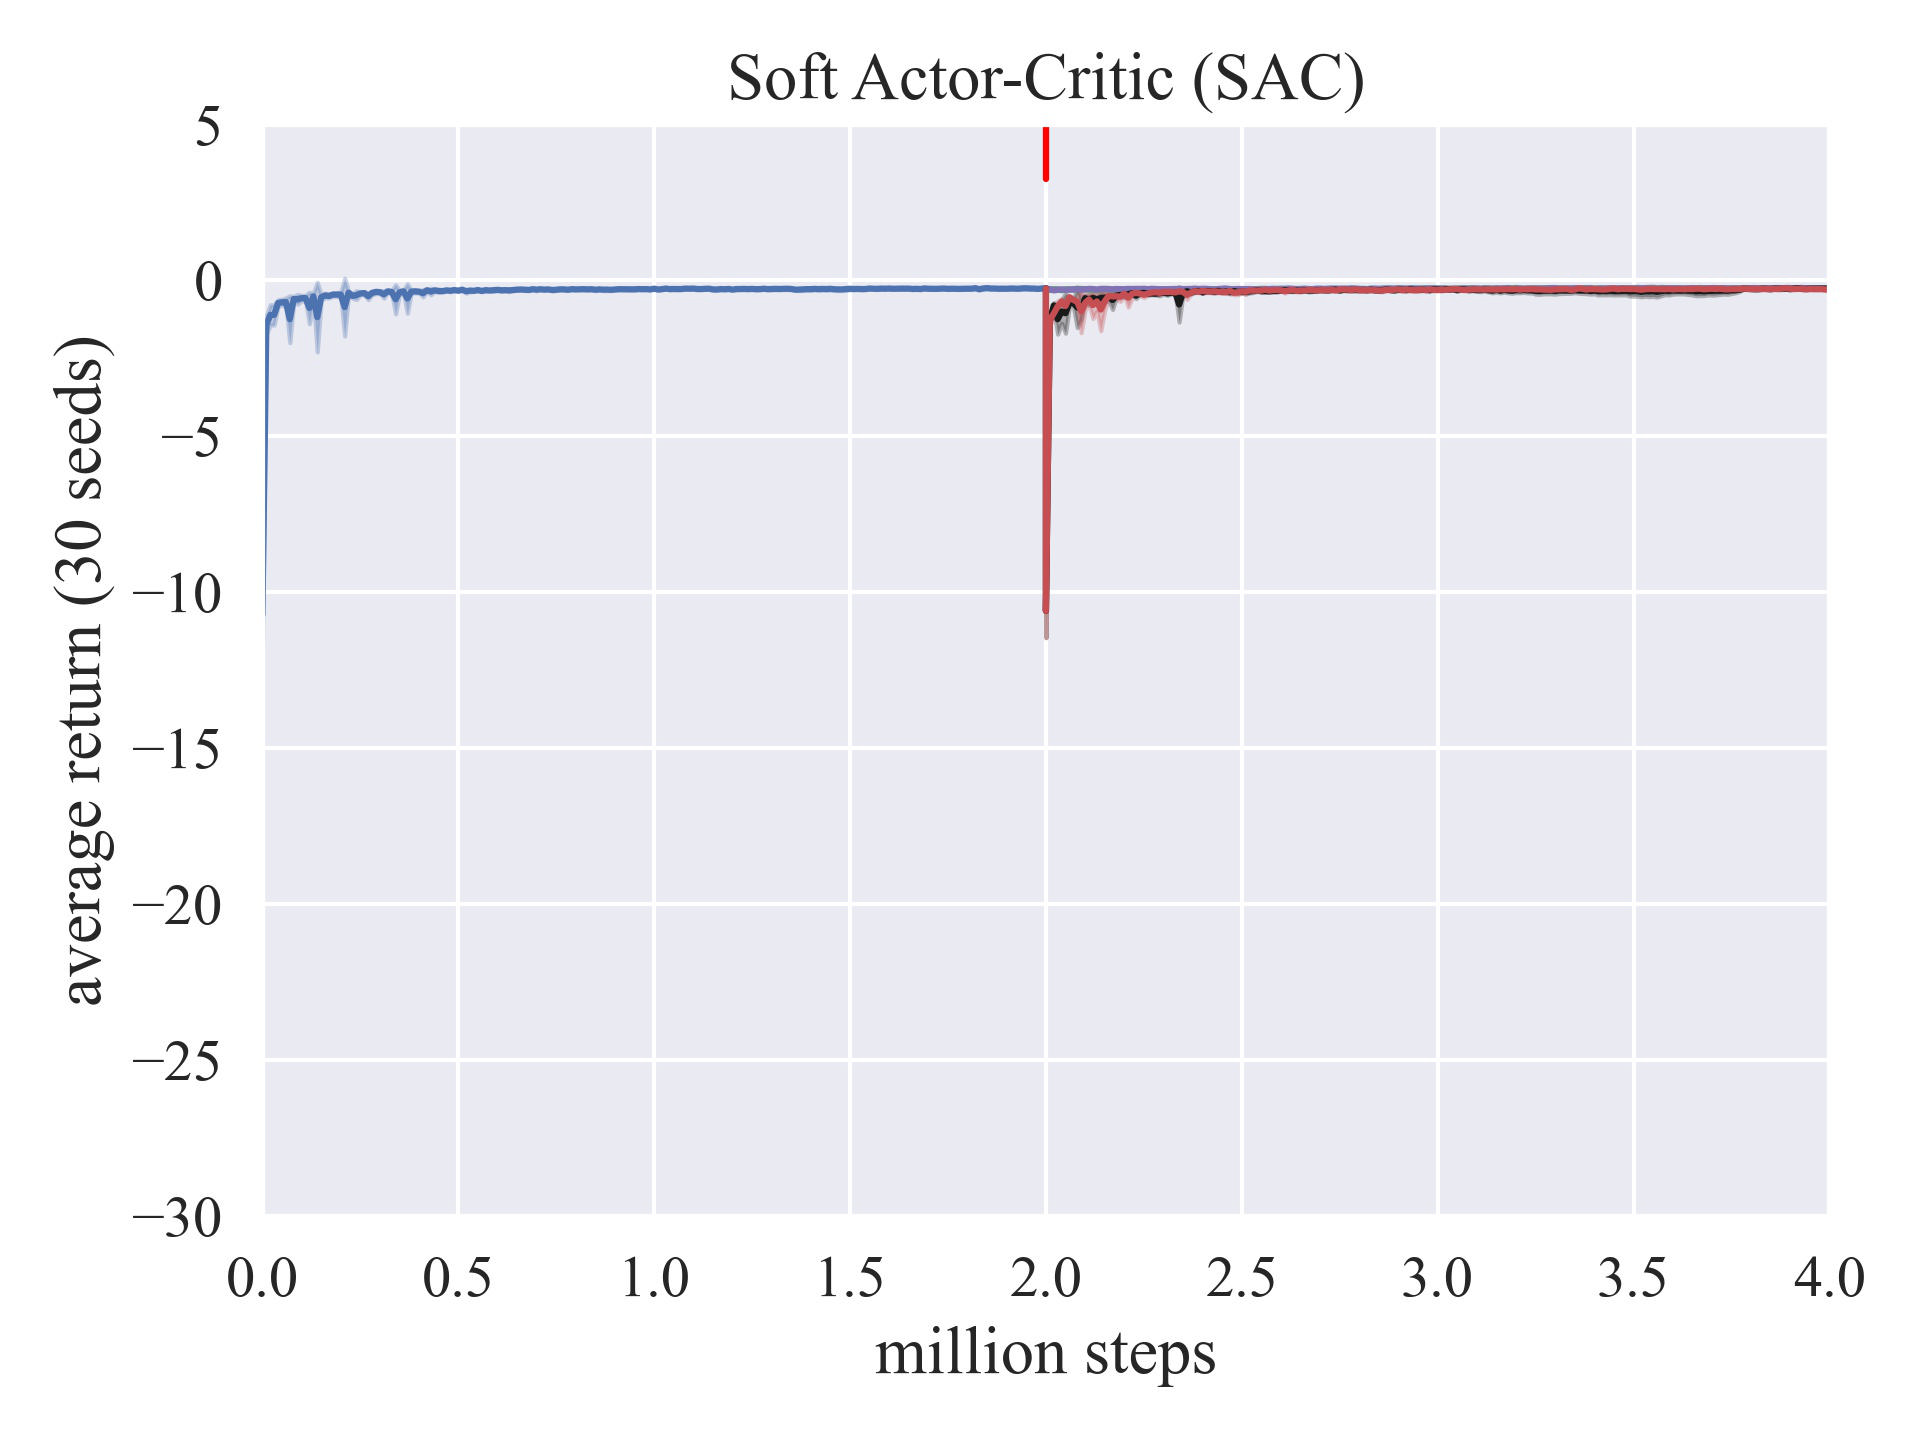 Soft Actor-Critic (SAC)
5
0
−5
−10
−15
−20
−25
−30
average return (30 seeds)
0.0 0.5 1.0 1.5 2.0 2.5 3.0 3.5 4.0
million steps